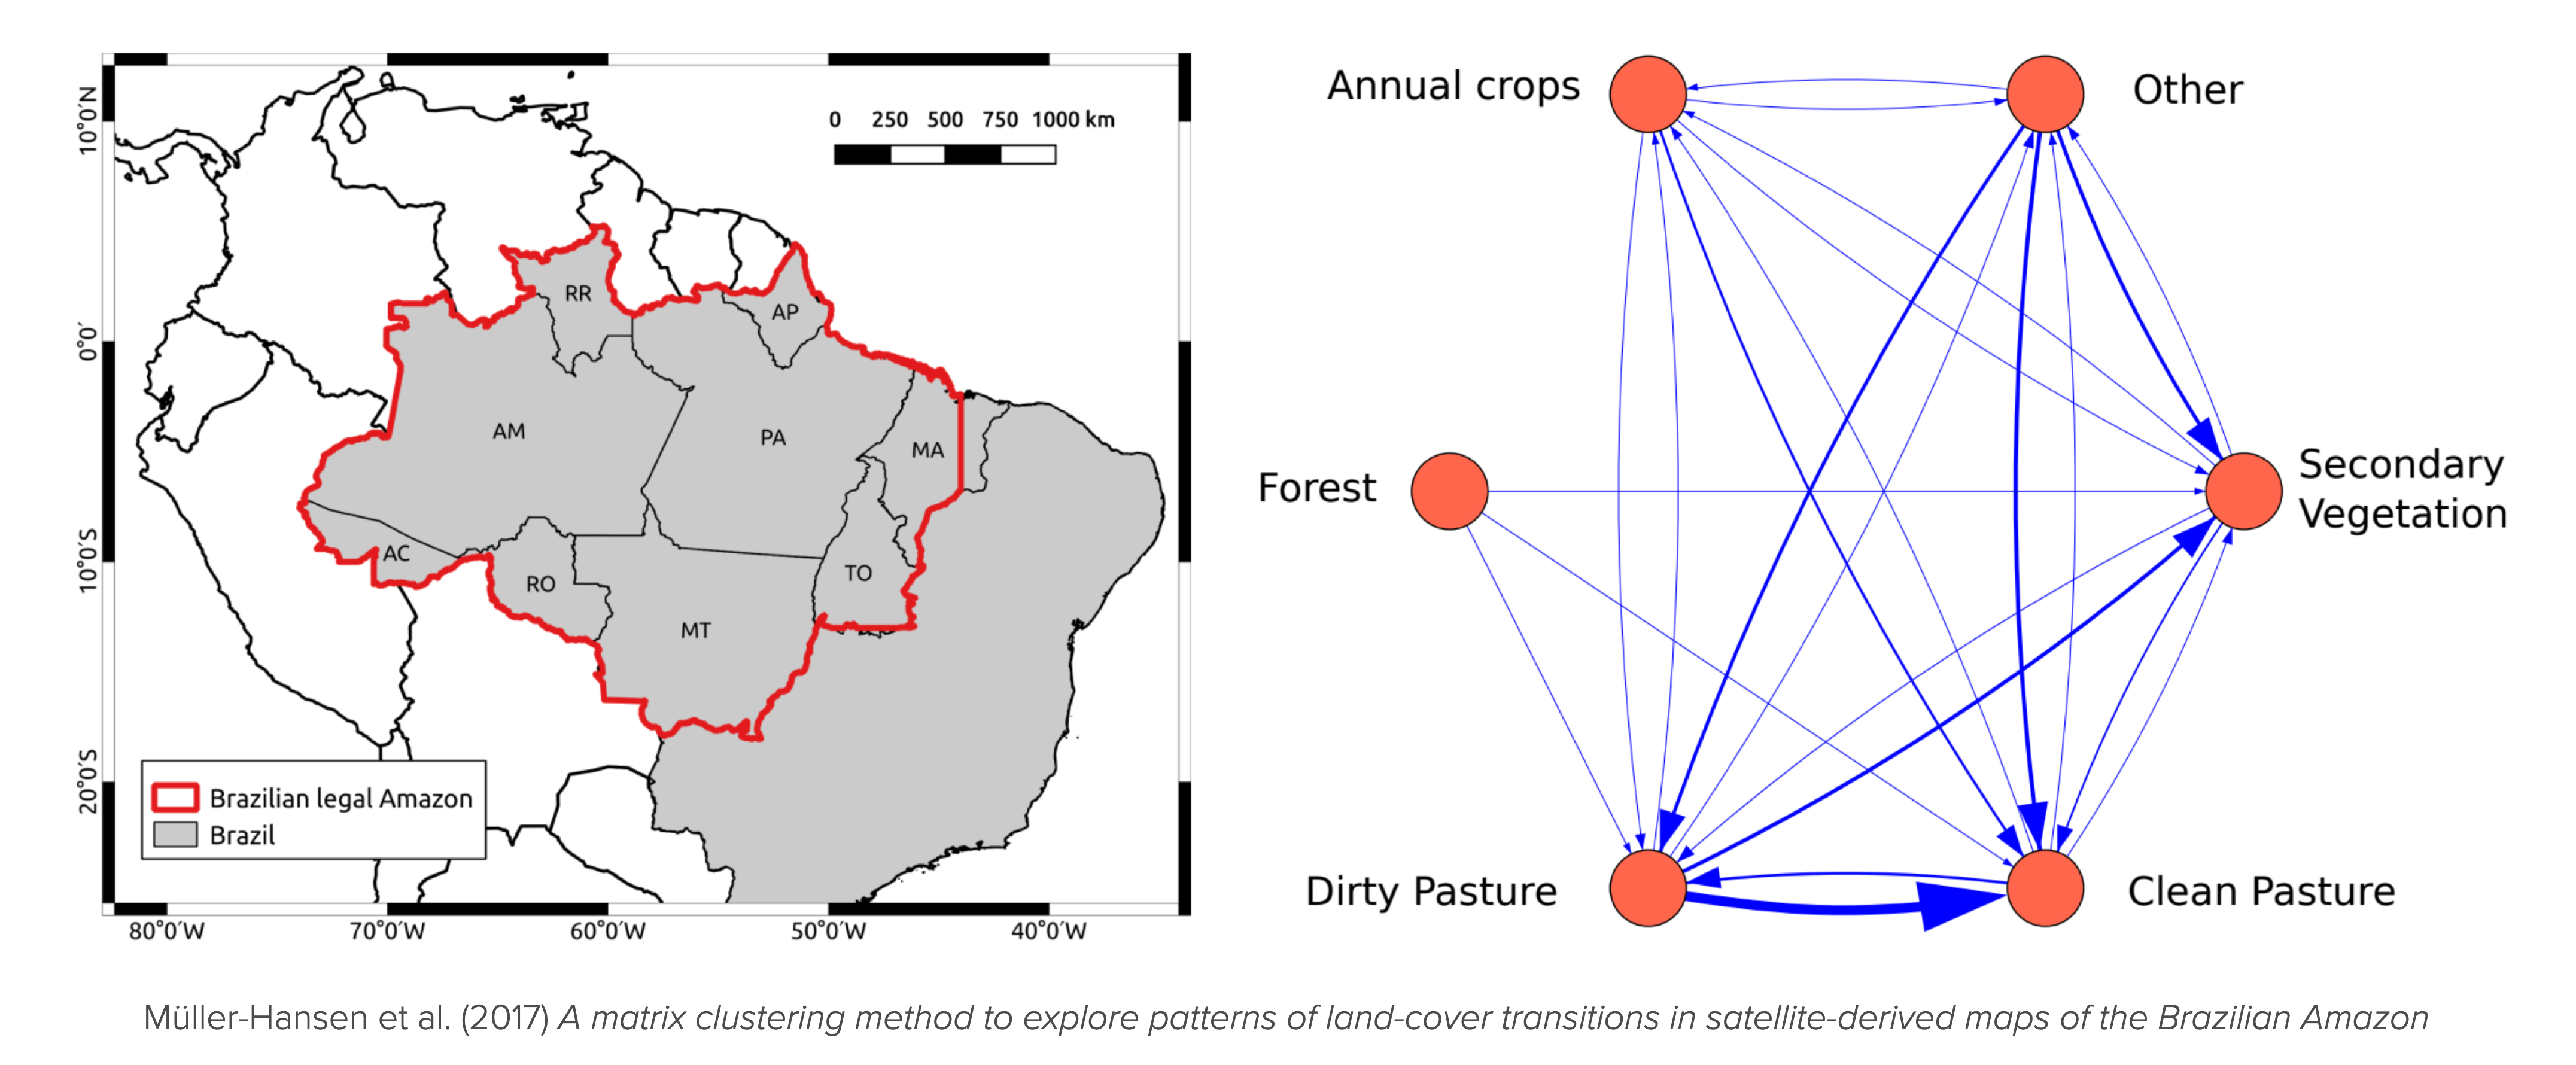 10°0′N
0°0′
10°0′S
20°0′S
80°0′W
70°0′W
60°0′W
50°0′W
40°0′W
0 250 500 750 1000 km
RR
AP
AM
PA
MA
AC
RO
TO
MT
Brazilian legal Amazon
Brazil
Annual crops
Other
Forest
Secondary
Vegetation
Dirty Pasture
Clean Pasture
Müller-Hansen et al. (2017) A matrix clustering method to explore patterns of land-cover transitions in satellite-derived maps of the Brazilian Amazon